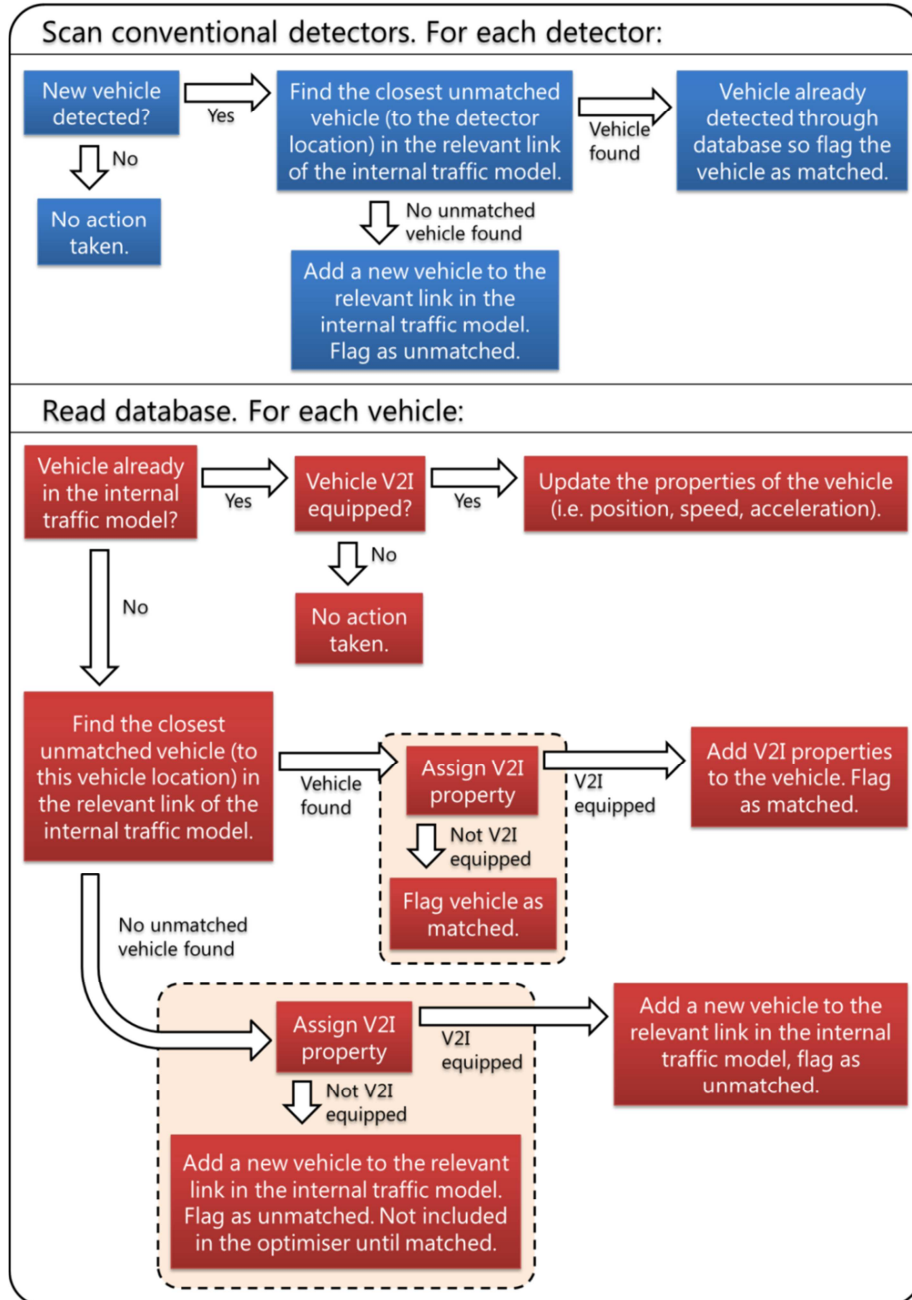 Scan conventional detectors. For each detector:
New vehicle
detected?
Yes
Find the closest unmatched
vehicle (to the detector
location) in the relevant link
of the internal traffic model.
Vehicle
found
Vehicle already
detected through
database so flag the
vehicle as matched.
No
No action
taken.
No unmatched
vehicle found
Add a new vehicle to the
relevant link in the
internal traffic model.
Flag as unmatched.
Read database. For each vehicle:
Vehicle already
in the internal
traffic model?
Yes
Vehicle V2I
equipped?
Yes
Update the properties of the vehicle
(i.e. position, speed, acceleration).
No
No action
taken.
No
Find the closest
unmatched vehicle (to
this vehicle location) in
the relevant link of the
internal traffic model.
Vehicle
found
Assign V2I
property
V2I
equipped
Add V2I properties
to the vehicle. Flag
as matched.
Not V2I
equipped
Flag vehicle as
matched.
No unmatched
vehicle found
Assign V2I
property
V2I
equipped
Add a new vehicle to the
relevant link in the internal
traffic model, flag as
unmatched.
Not V2I
equipped
Add a new vehicle to the relevant
link in the internal traffic model.
Flag as unmatched. Not included
in the optimiser until matched.